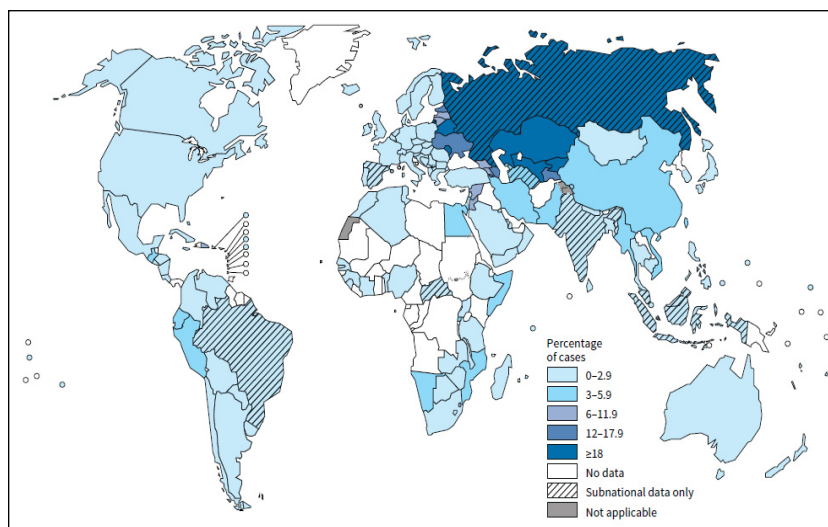 Percentage
of cases
0–2.9
3–5.9
6–11.9
12–17.9
≥18
No data
Subnational data only
Not applicable